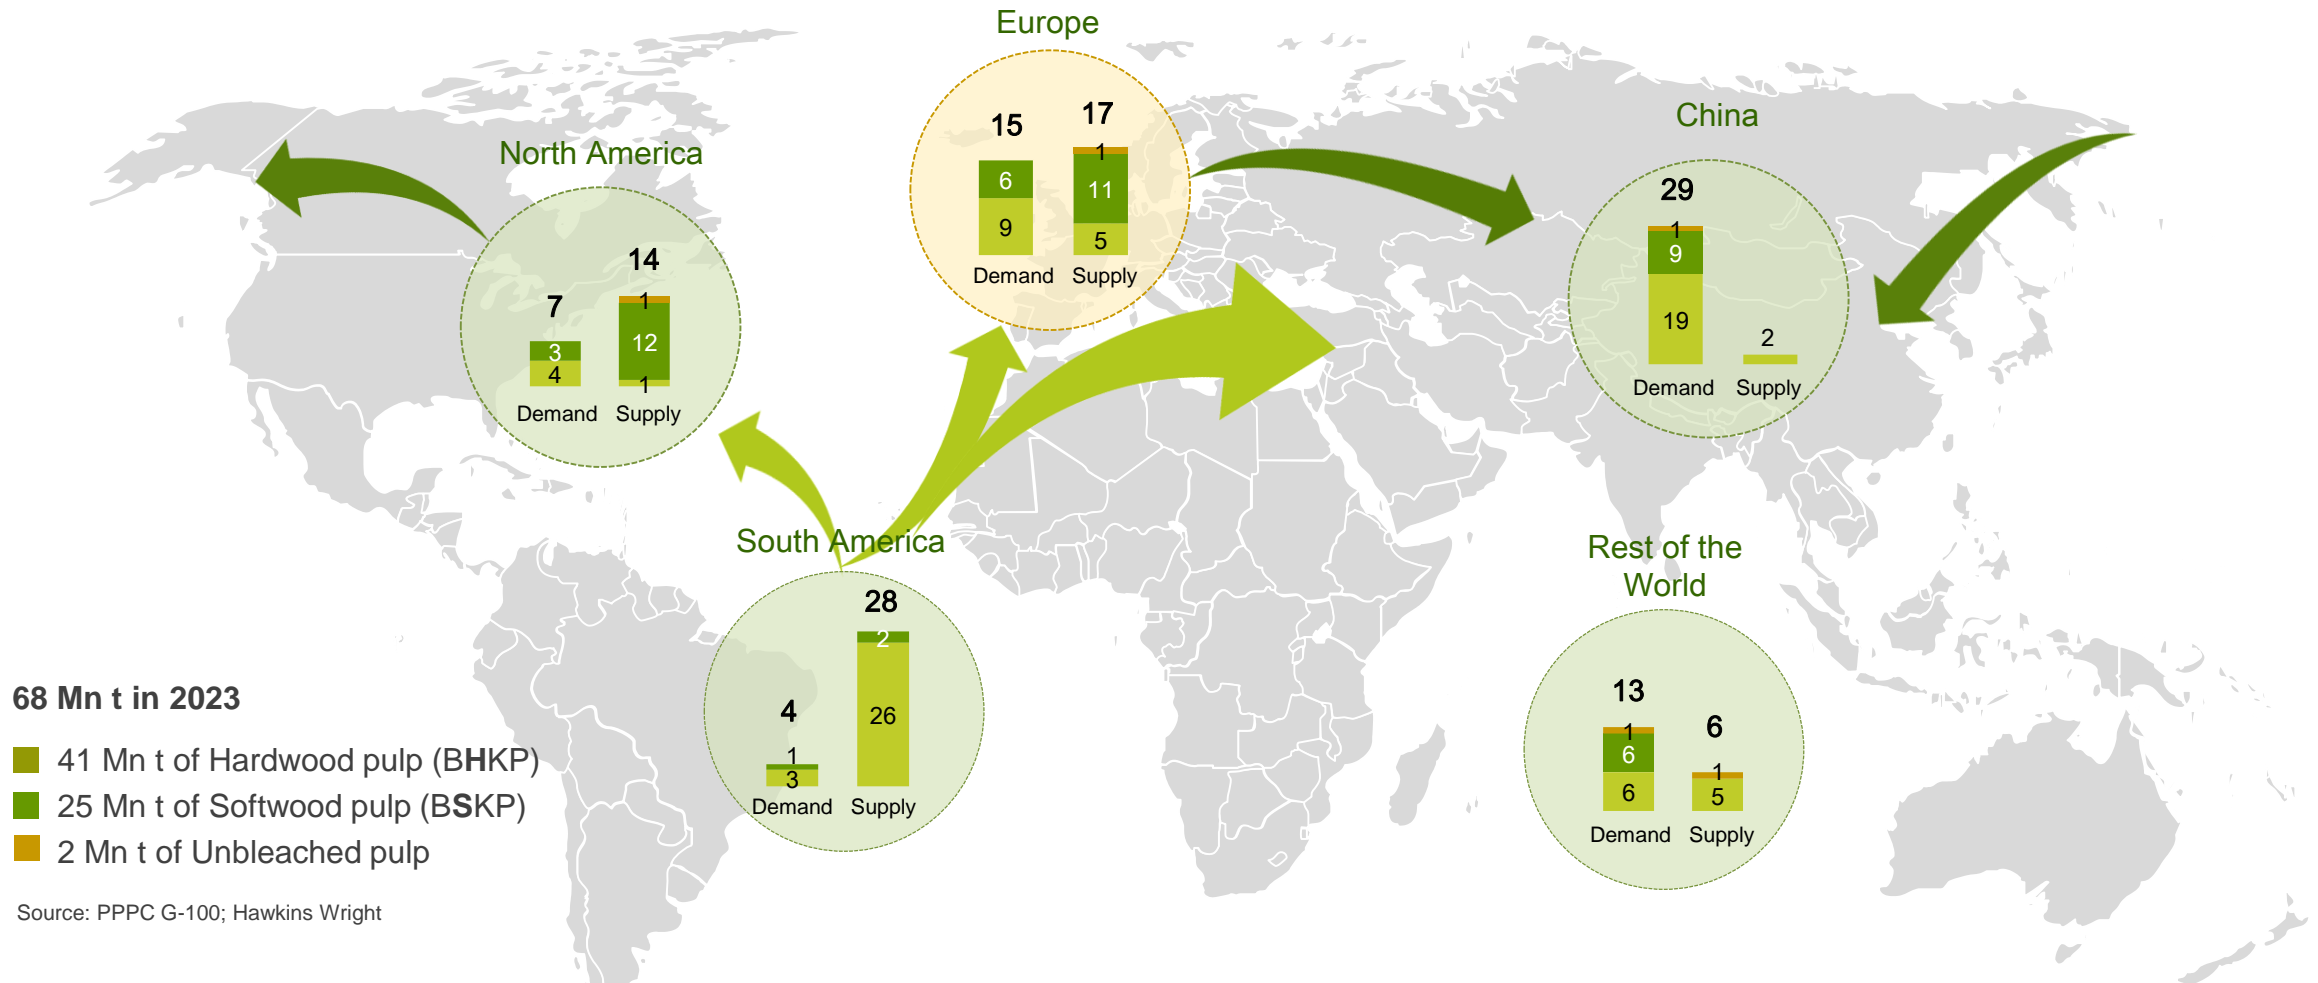 Europe
15
17
1
6
11
9
5
Demand Supply
North America
14
7
1
3
12
4
1
Demand Supply
China
29
1
9
19
2
Demand Supply
South America
28
2
4
1
26
3
Demand Supply
Rest of the
World
13
6
1
6
1
6
5
Demand Supply
68 Mn t in 2023
41 Mn t of Hardwood pulp (BHKP)
25 Mn t of Softwood pulp (BSKP)
2 Mn t of Unbleached pulp
Source: PPPC G-100; Hawkins Wright